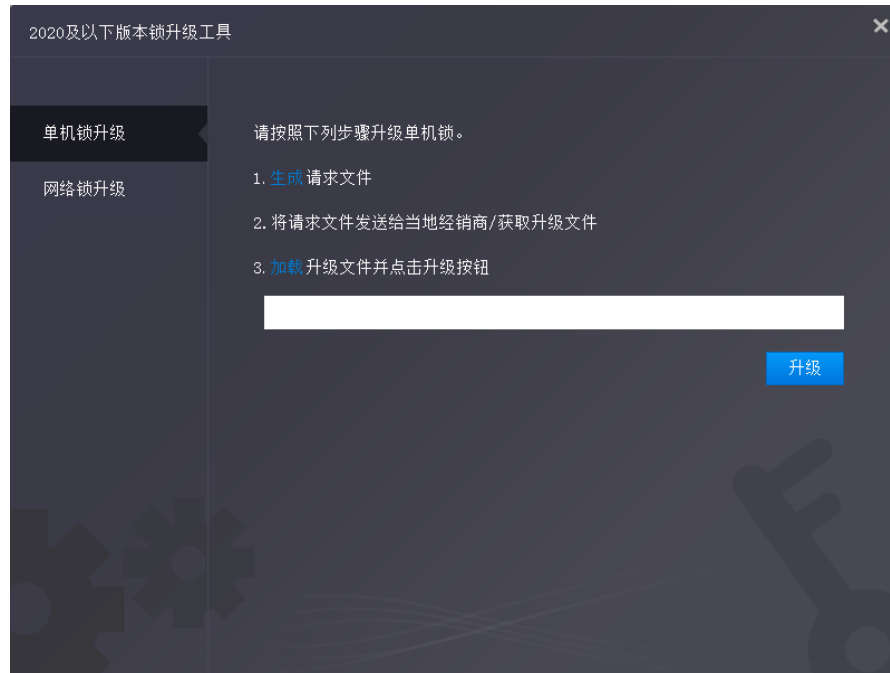 2020及以下版本锁升级工具
单机锁升级
网络锁升级
请按照下列步骤升级单机锁。
1.生成请求文件
2.将请求文件发送给当地经销商/获取升级文件
3.加载升级文件并点击升级按钮
升级